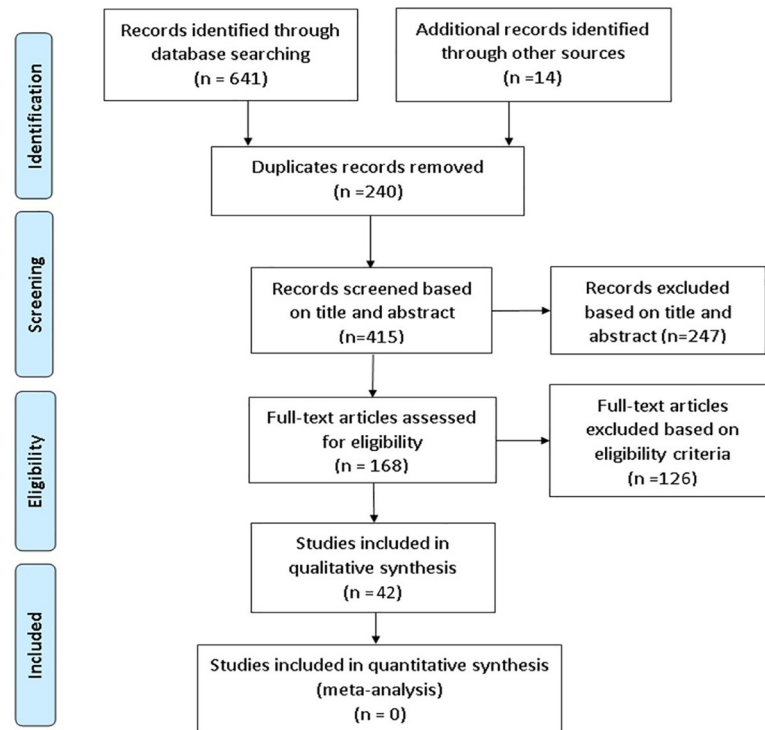 Identification
Records identified through
database searching
(n = 641)
Additional records identified
through other sources
(n =14)
Duplicates records removed
(n =240)
Screening
Records screened based
on title and abstract
(n=415)
Records excluded
based on title and
abstract (n=247)
Eligibility
Full-text articles assessed
for eligibility
(n = 168)
Full-text articles
excluded based on
eligibility criteria
(n =126)
Studies included in
qualitative synthesis
(n = 42)
Included
Studies included in quantitative synthesis
(meta-analysis)
(n = 0)